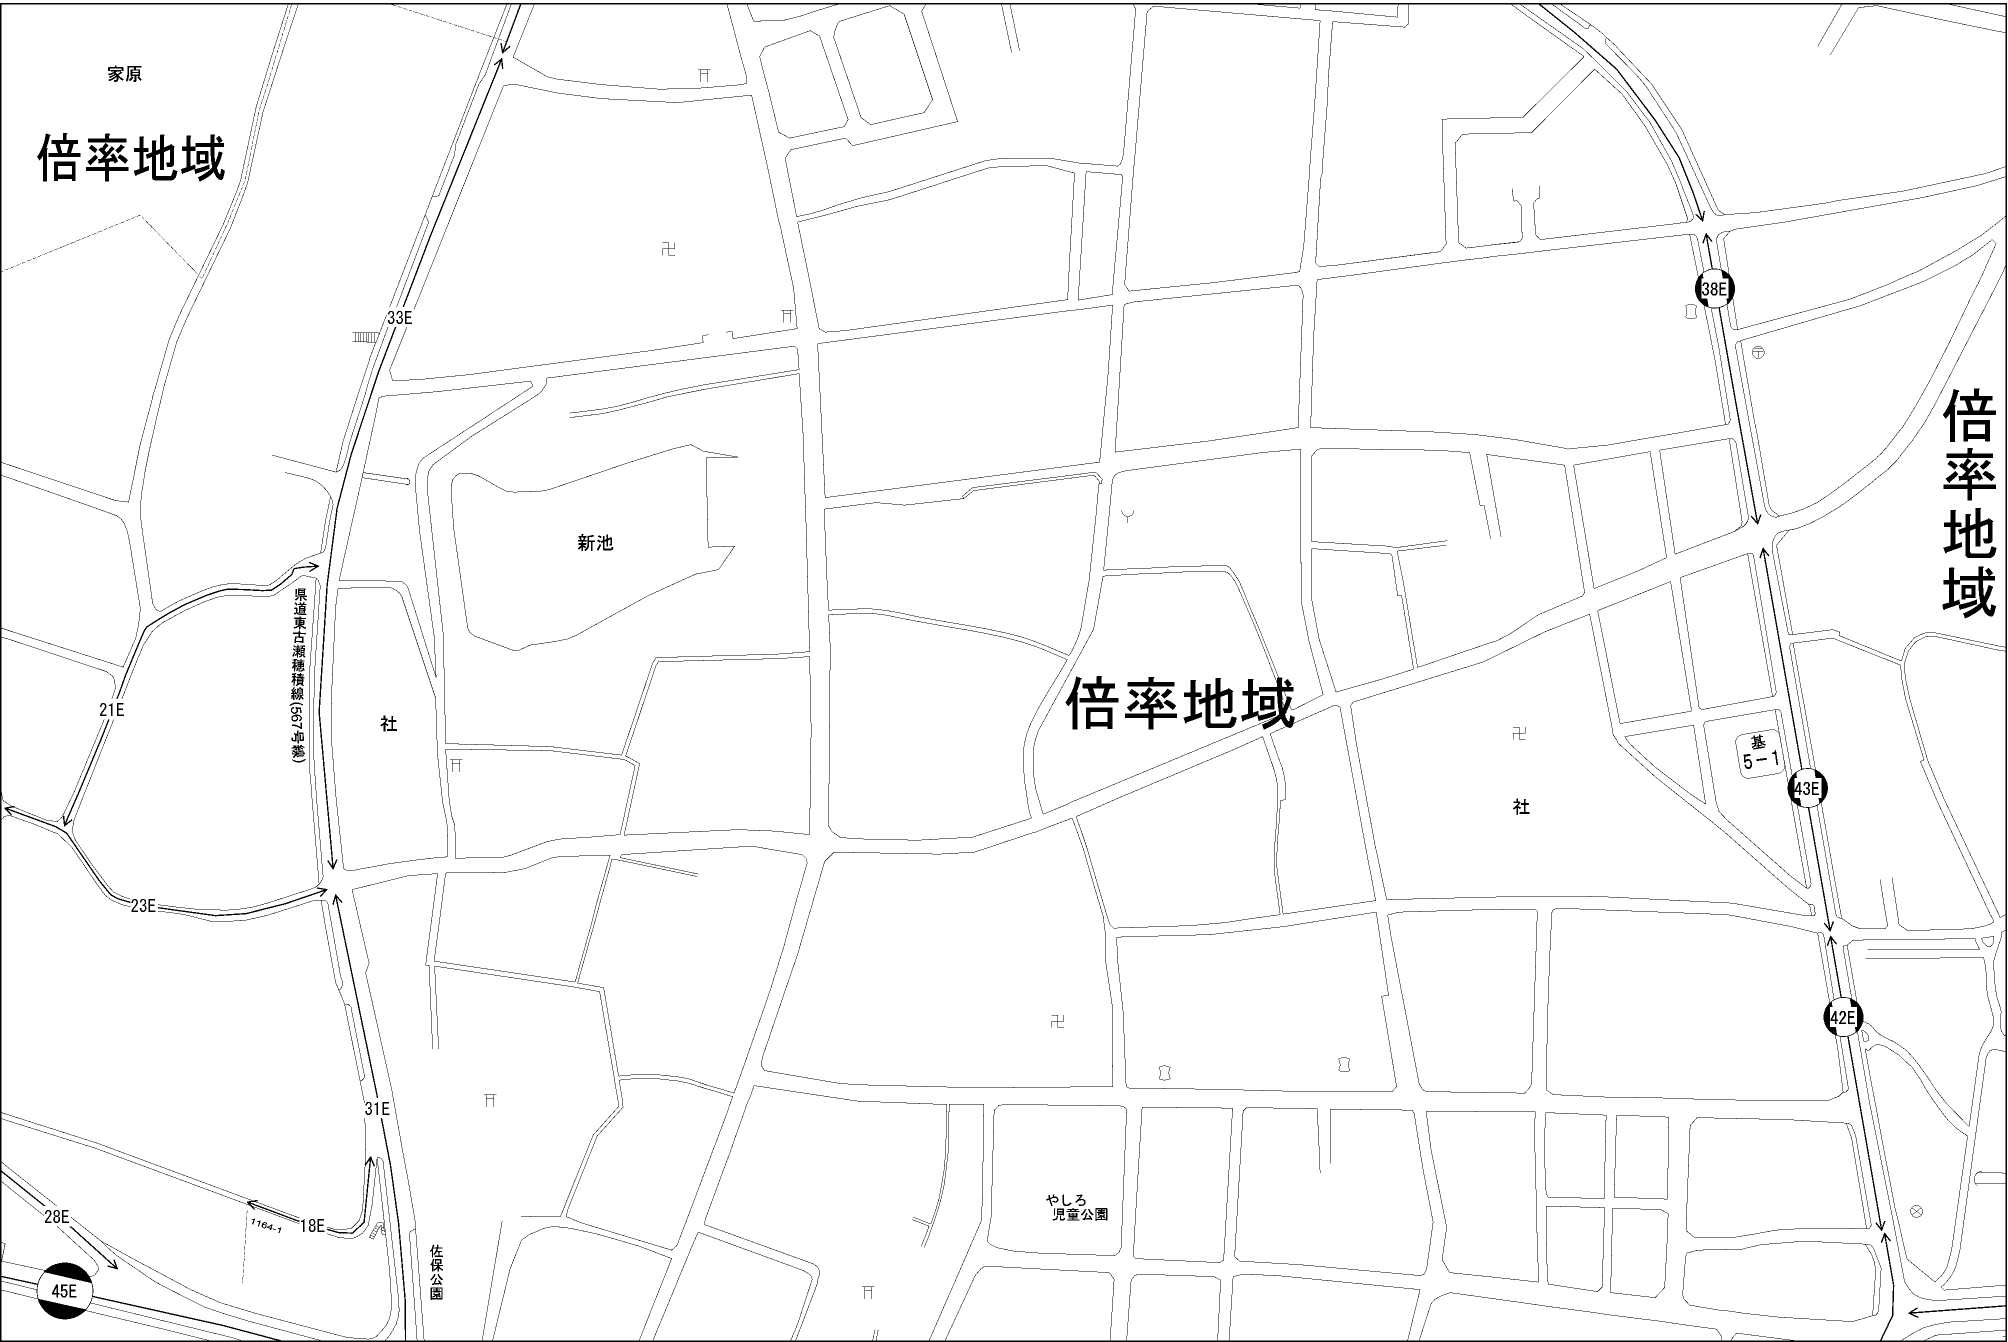 家原
倍率地域
33E
38E
倍率地域
新池
県道東古瀬穂積線(567号線)
21E
社
倍率地域
基
5-1
43E
社
23E
42E
31E
やしろ
児童公園
28E
1164-1
18E
佐保公園
45E